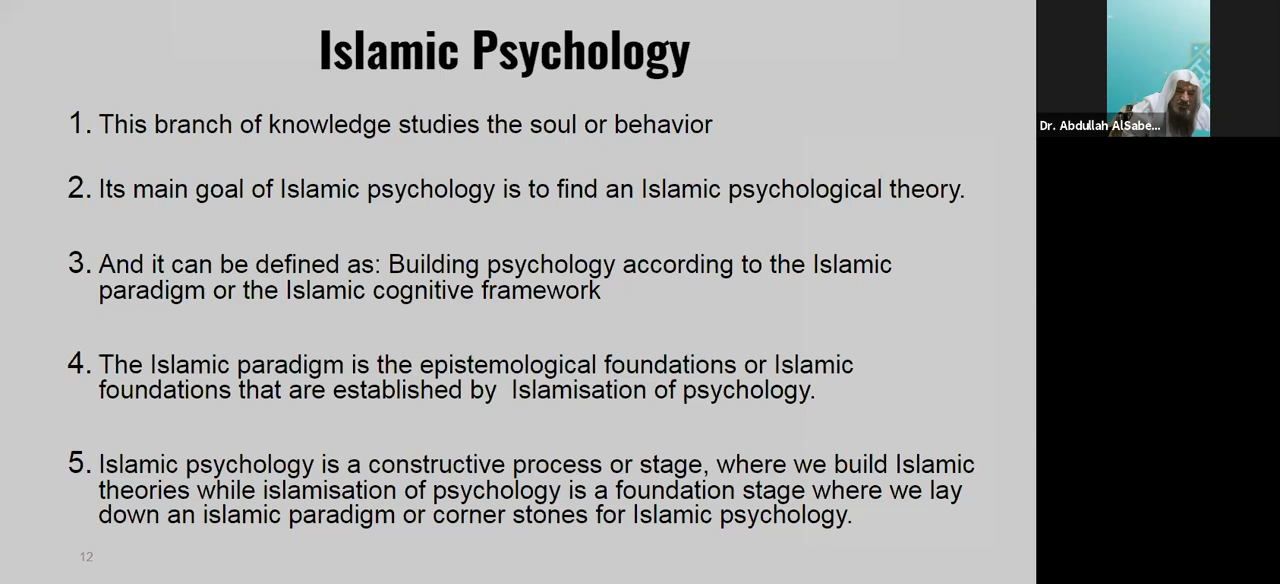 Islamic Psychology
1. This branch of knowledge studies the soul or behavior
2. Its main goal of Islamic psychology is to find an Islamic psychological theory.
3. And it can be defined as: Building psychology according to the Islamic
paradigm or the Islamic cognitive framework
4. The Islamic paradigm is the epistemological foundations or Islamic
foundations that are established by  Islamisation of psychology.
5. Islamic psychology is a constructive process or stage, where we build Islamic
theories while islamisation of psychology is a foundation stage where we lay
down an islamic paradigm or corner stones for Islamic psychology.
12
Dr. Abdullah AlSabe...